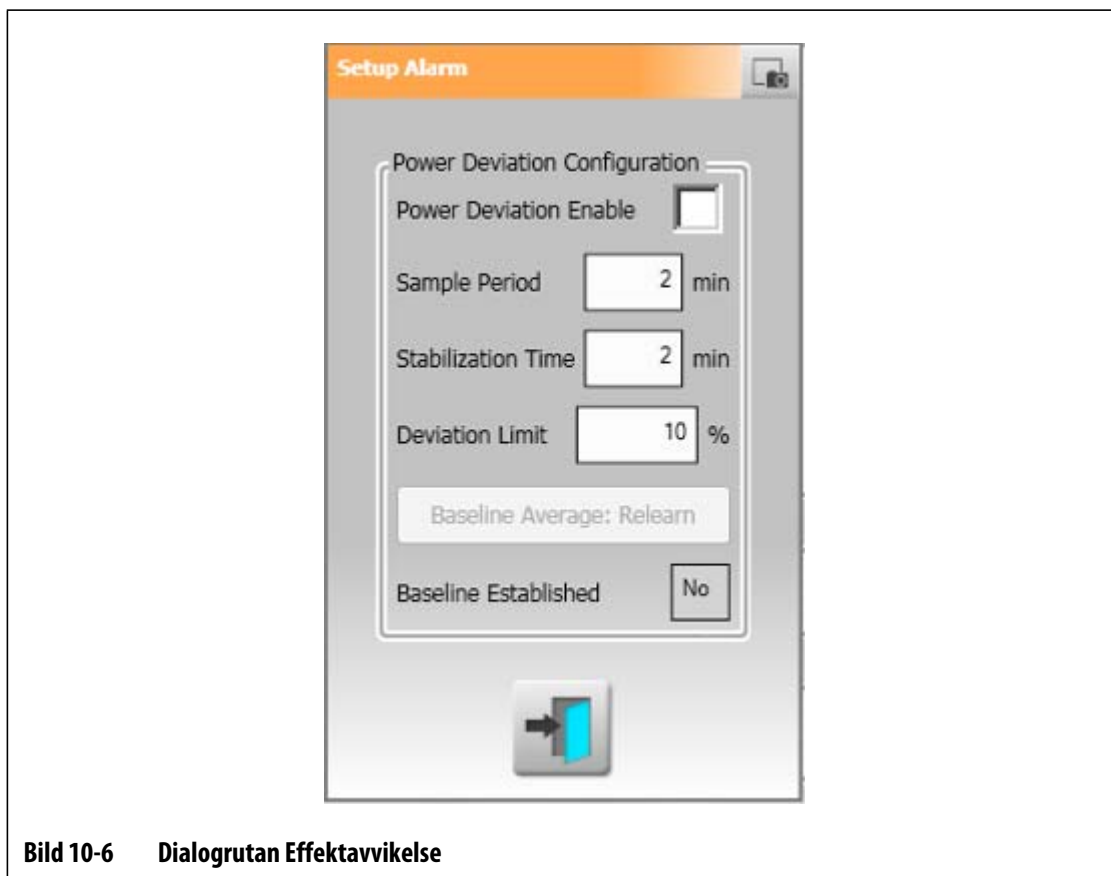 Setup Alarm
Power Deviation Configuration
Power Deviation Enable
Sample Period 2 min
Stabilization Time 2 min
Deviation Limit 10 %
Baseline Average: Relearn
Baseline Established No
Bild 10-6 Dialogrutan Effektavvikelse